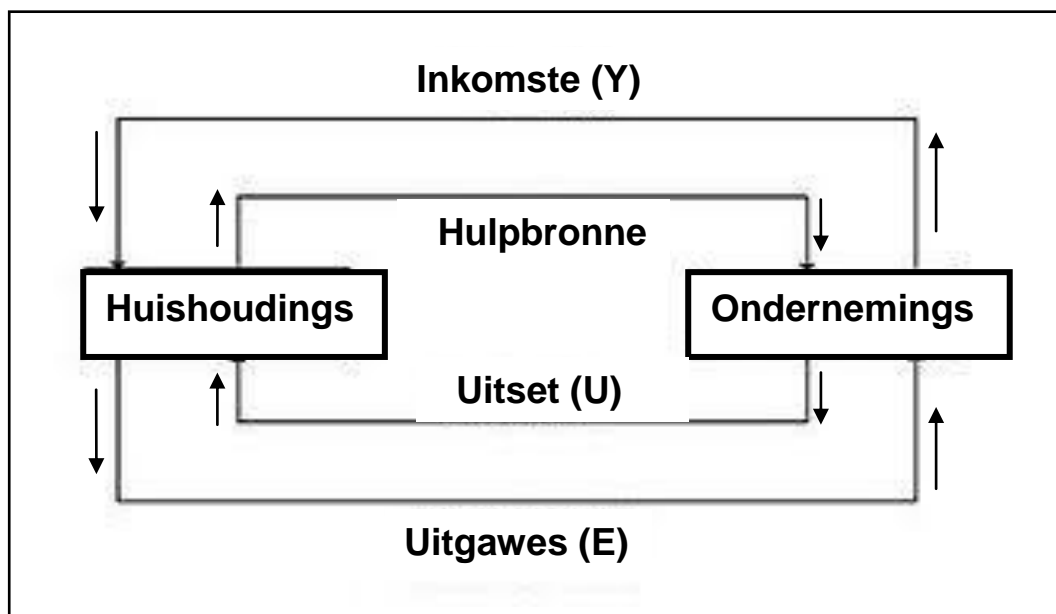 Inkomste (Y)
Hulpbronne
Huishoudings
Ondernemings
Uitset (U)
Uitgawes (E)